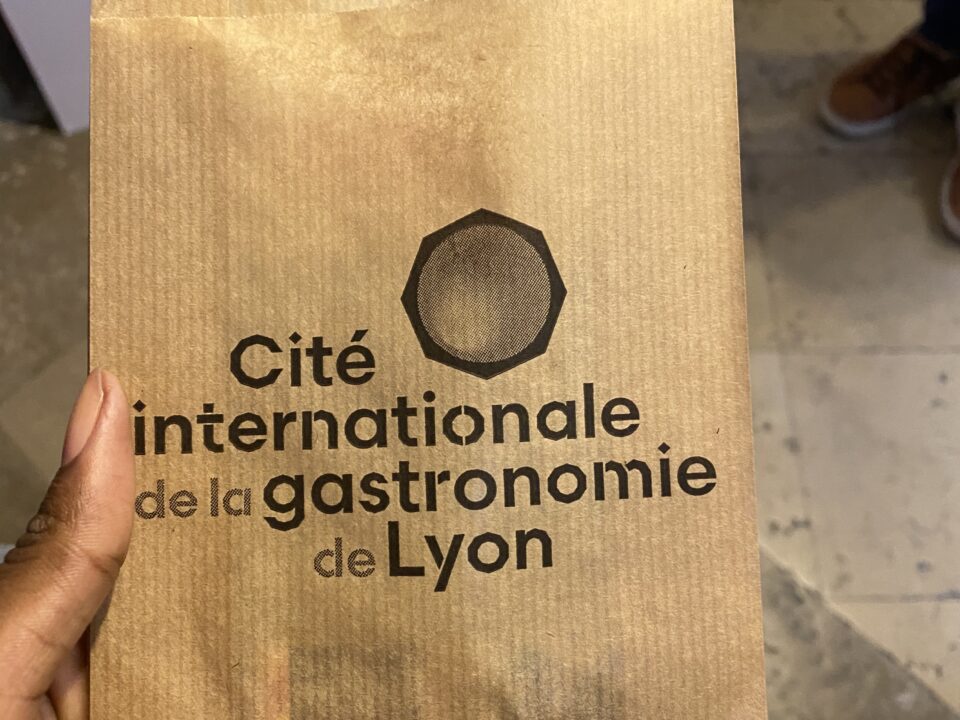 Cité
internationale
de la gastronomie
de Lyon